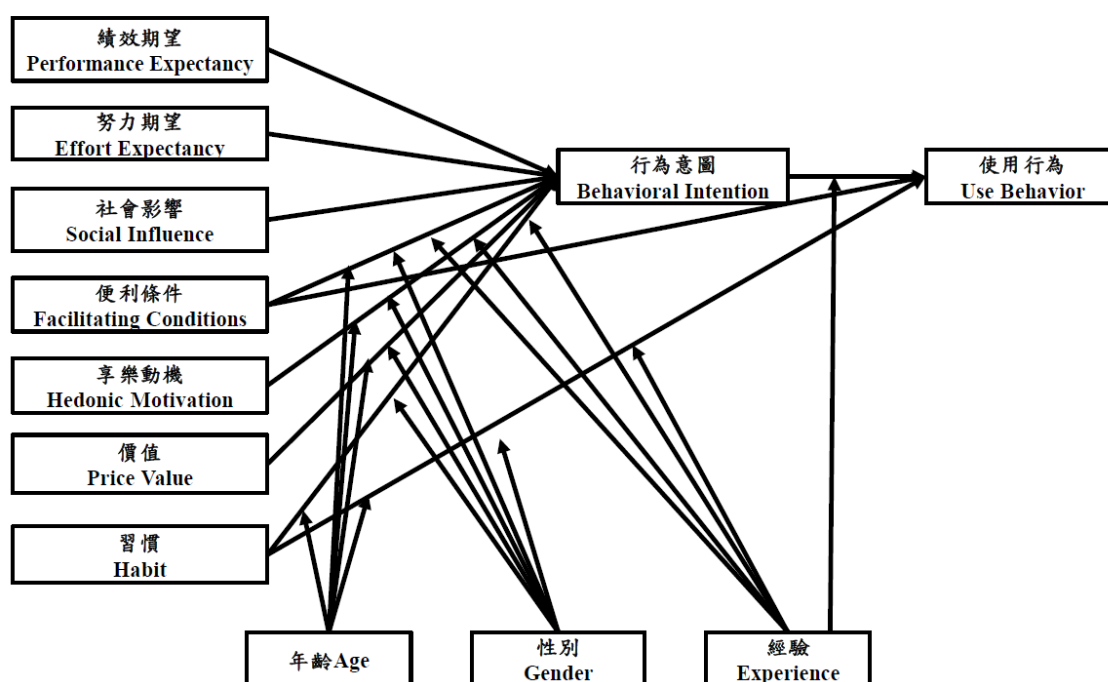 績效期望
Performance Expectancy
努力期望
Effort Expectancy
社會影響
Social Influence
便利條件
Facilitating Conditions
享樂動機
Hedonic Motivation
價值
Price Value
習慣
Habit
行為意圖
Behavioral Intention
使用行為
Use Behavior
年齡Age
性別
Gender
經驗
Experience